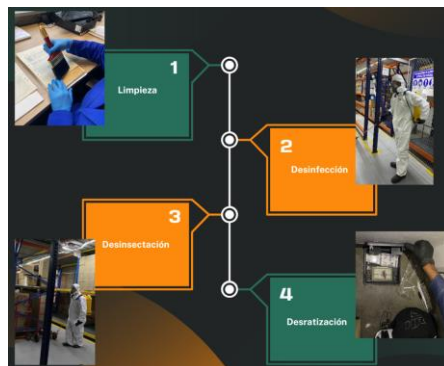 1
Limpieza
2
Desinfección
3
Desinsectación
4
Desratización